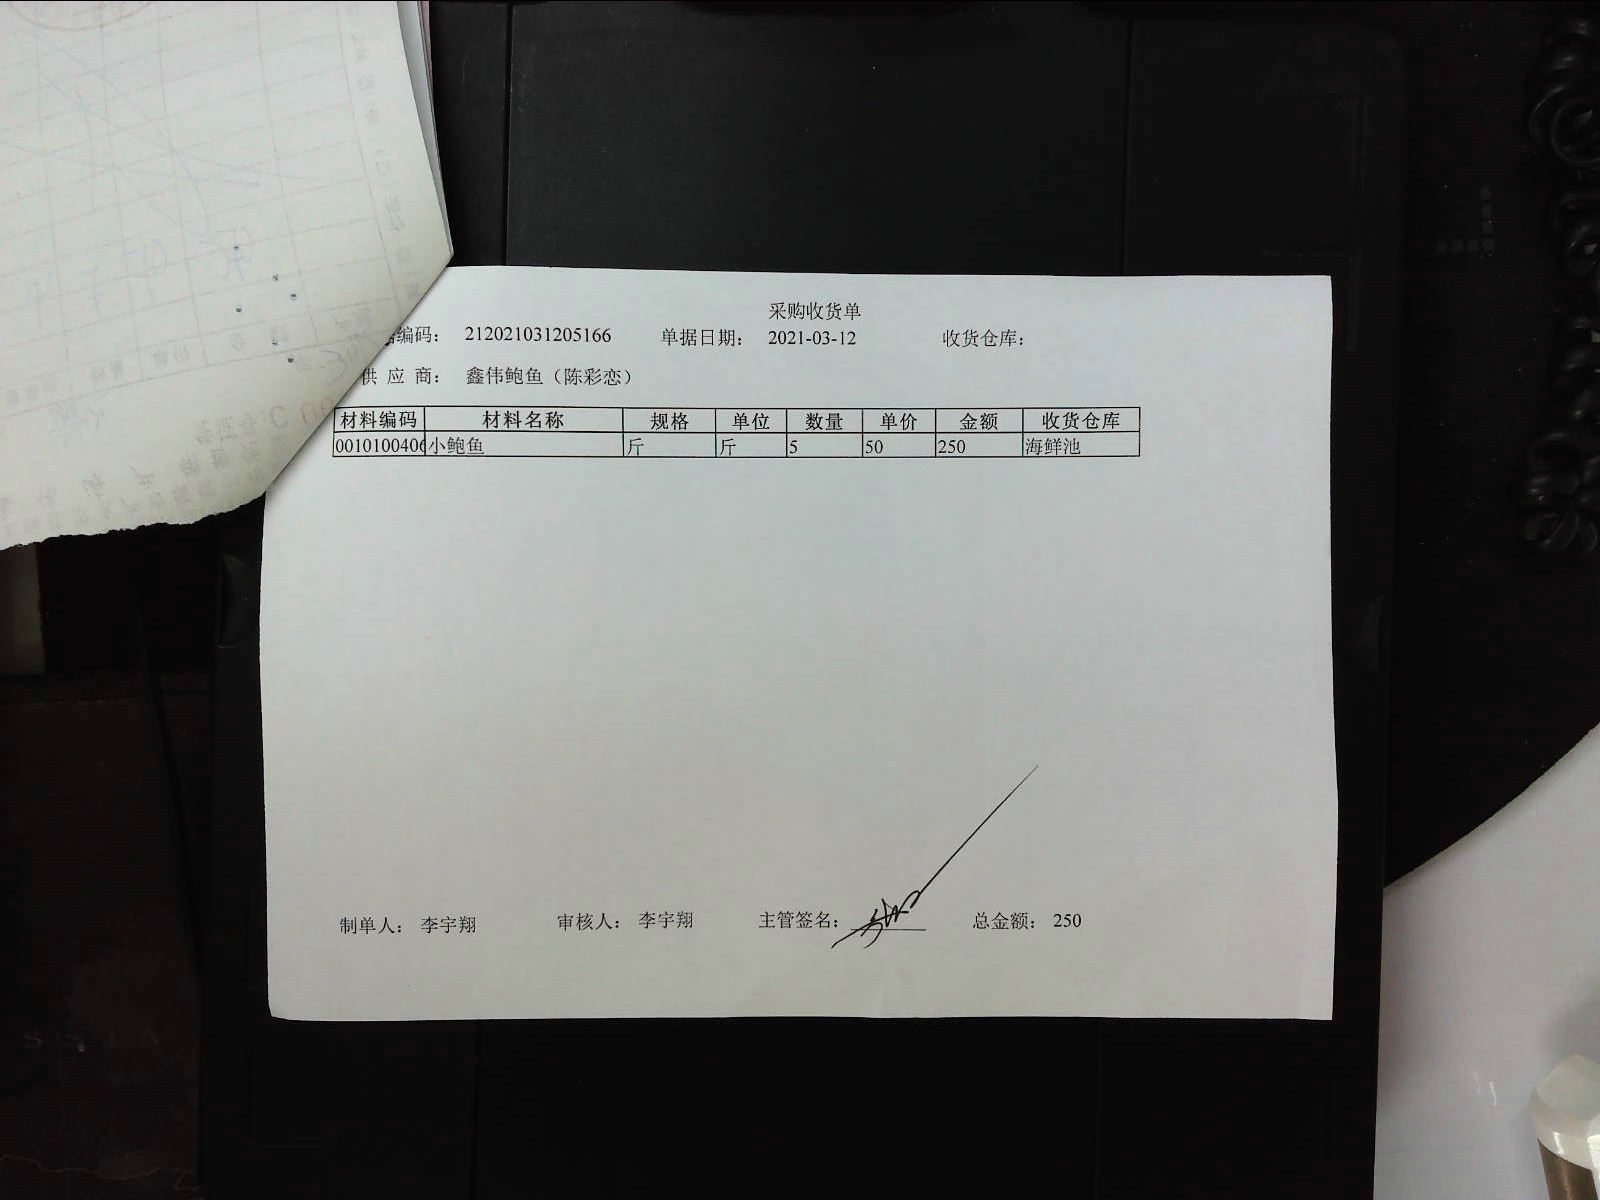 采购收货单
编码： 212021031205166 单据日期： 2021-03-12 收货仓库：
供应商： 鑫伟鲍鱼（陈彩恋）
材料编码 材料名称 规格 单位 数量 单价 金额 收货仓库
0010100406 小鲍鱼 斤 斤 5 50 250 海鲜池
制单人： 李宇翔 审核人： 李宇翔 主管签名： 总金额： 250